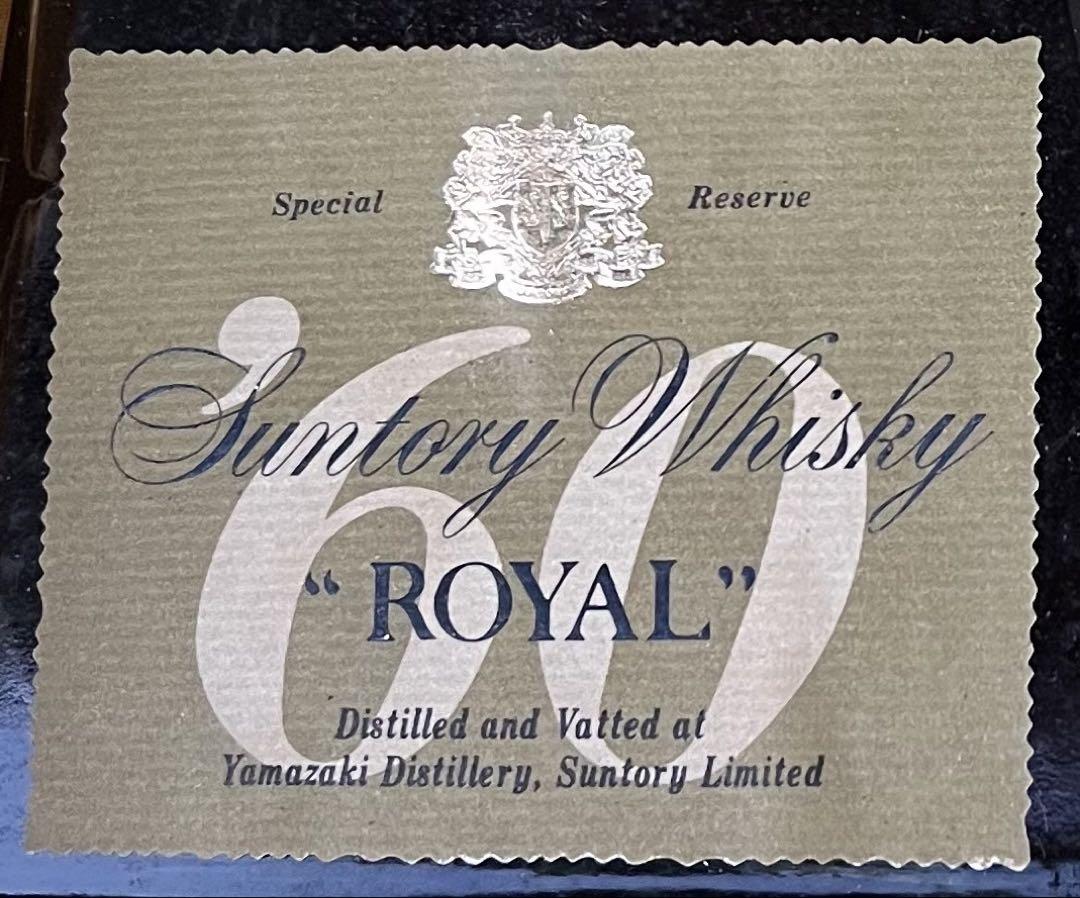 Special Reserve
'60
Suntory Whisky
"ROYAL"
Distilled and Vatted at
Yamazaki Distillery, Suntory Limited